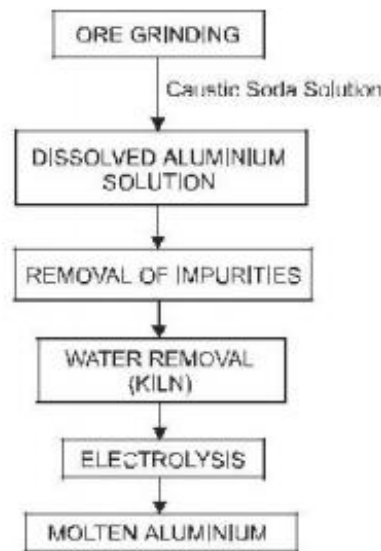 ORE GRINDING
Caustic Soda Solution
DISSOLVED ALUMINIUM
SOLUTION
REMOVAL OF IMPURITIES
WATER REMOVAL
(KILN)
ELECTROLYSIS
MOLTEN ALUMINIUM